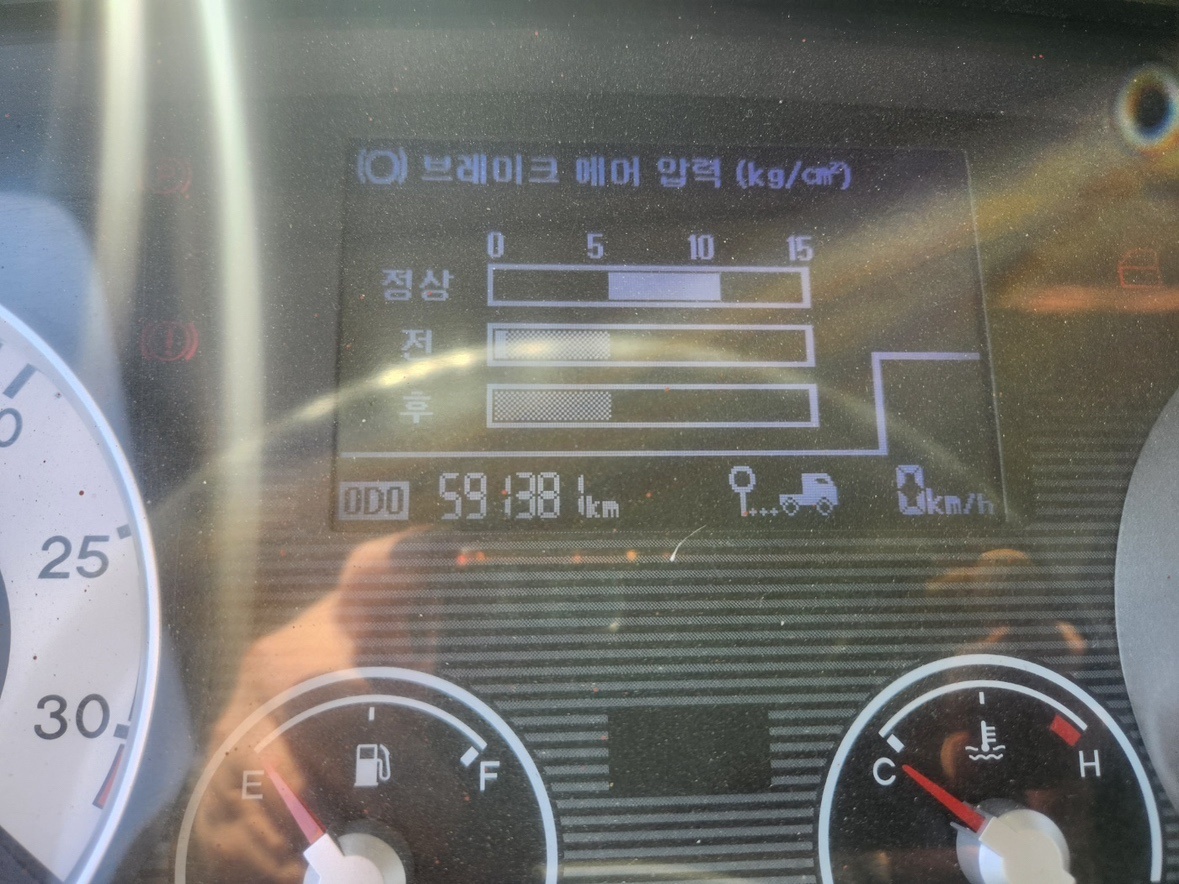 브레이크 에어 압력 (kg/cm²)
0 5 10 15
정상
전
후
ODO 591381km 0km/h
25
30
E F
C H